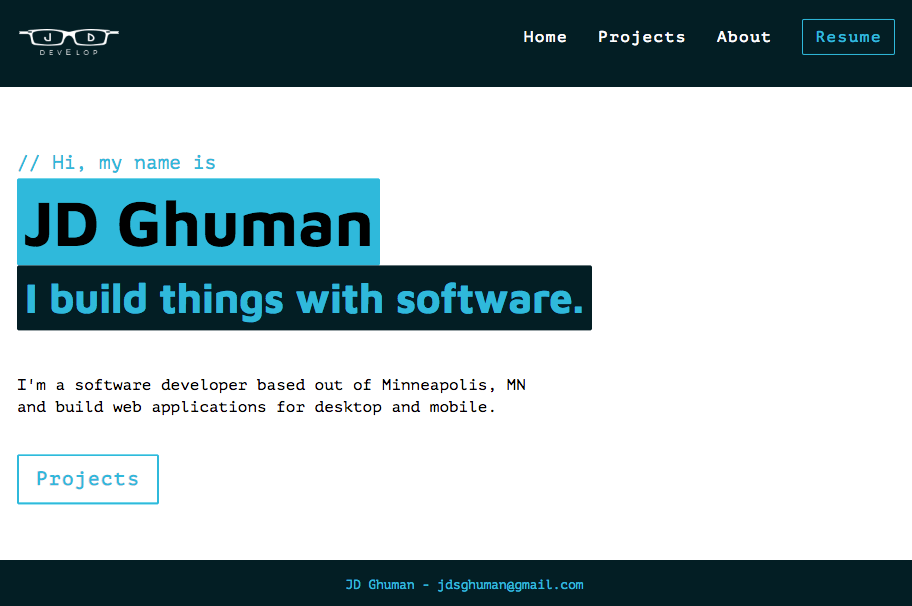 J D
DEVELOP
Home Projects About Resume
// Hi, my name is
JD Ghuman
I build things with software.
I'm a software developer based out of Minneapolis, MN
and build web applications for desktop and mobile.
Projects
JD Ghuman - jdsghuman@gmail.com